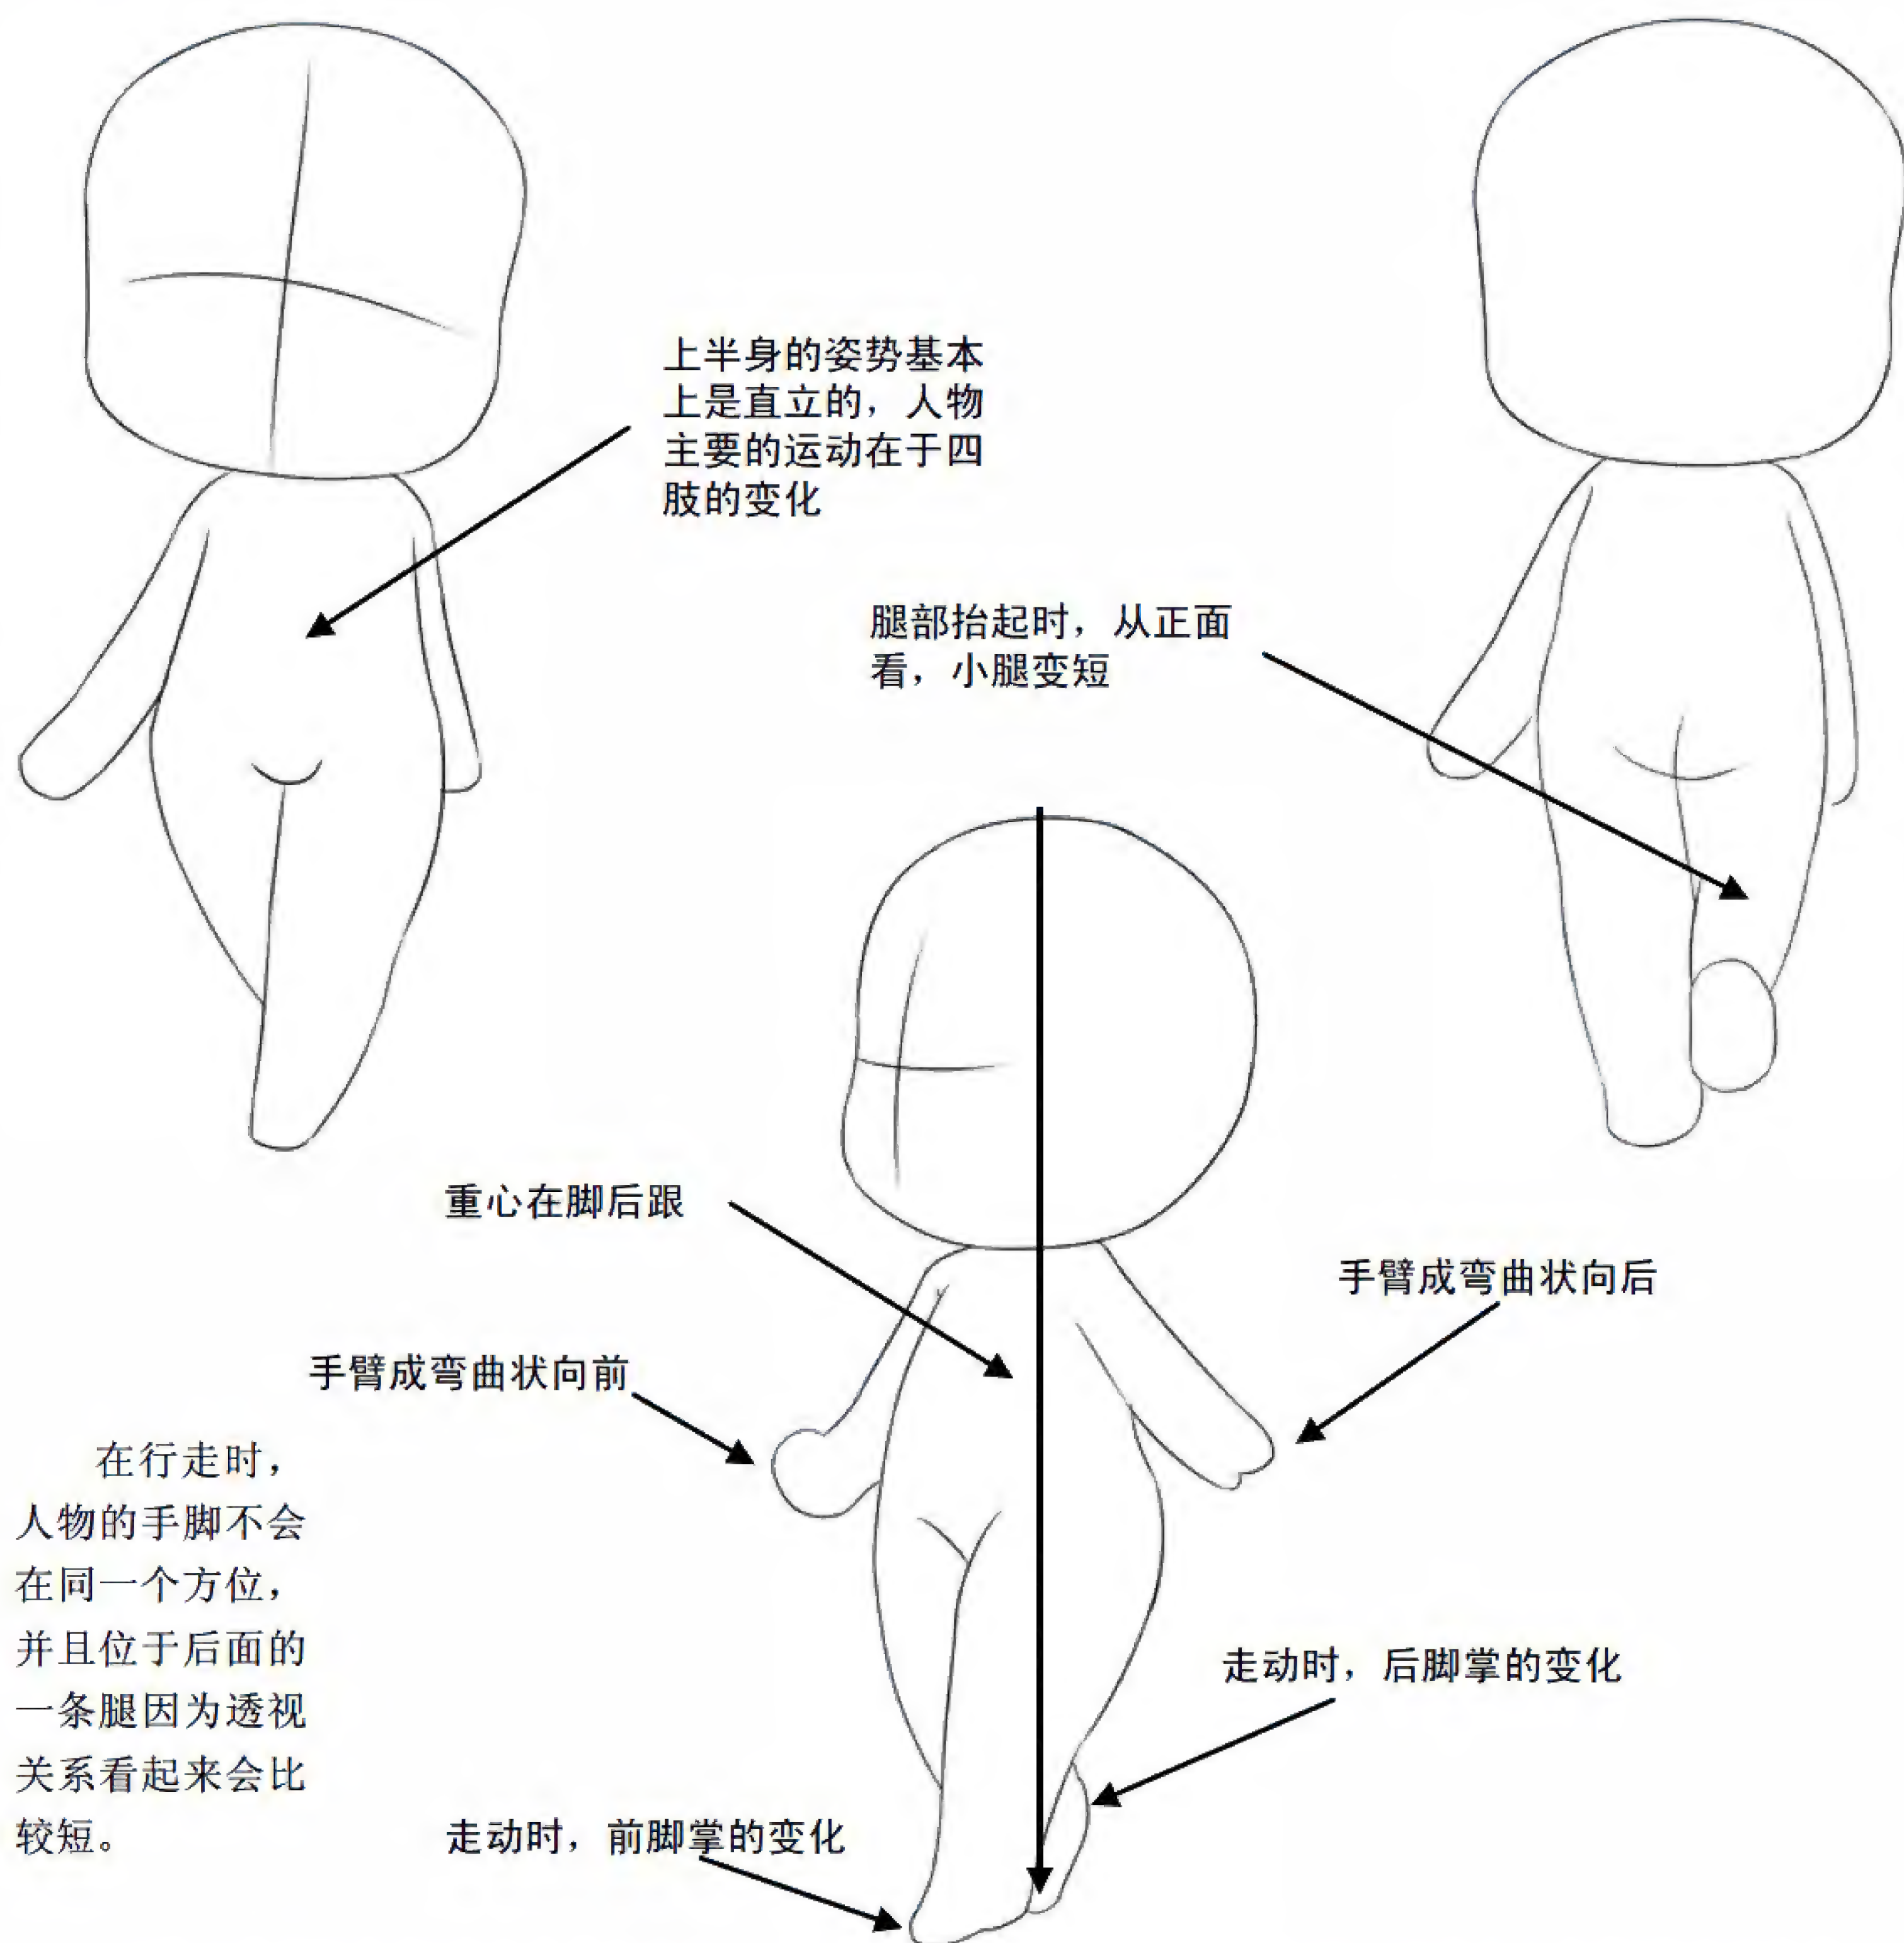 上半身的姿势基本
上是直立的，人物
主要的运动在于四
肢的变化
腿部抬起时，从正面
看，小腿变短
重心在脚后跟
手臂成弯曲状向后
手臂成弯曲状向前
在行走时，
人物的手脚不会
在同一个方位，
并且位于后面的
一条腿因为透视
关系看起来会比
较短。
走动时，后脚掌的变化
走动时，前脚掌的变化